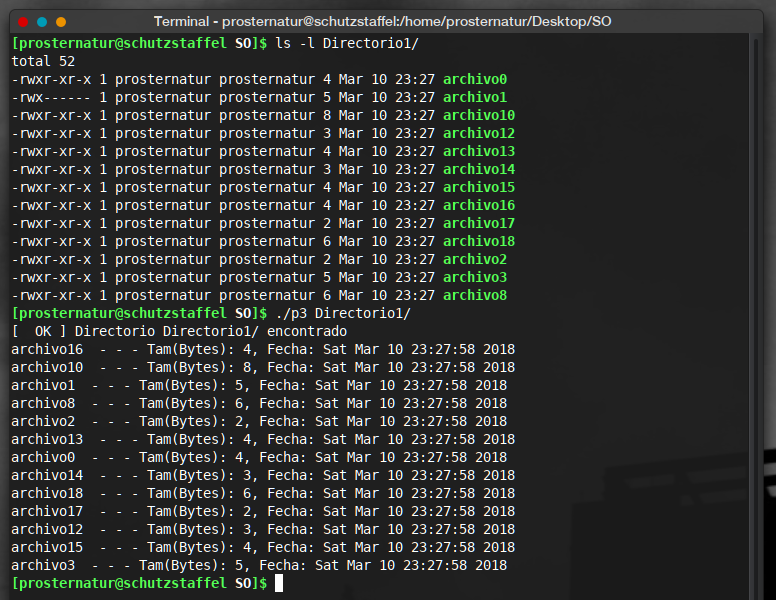 Terminal - prosternatur@schutzstaffel:/home/prosternatur/Desktop/SO
[prosternatur@schutzstaffel SO]$ ls -l Directorio1/
total 52
-rwxr-xr-x 1 prosternatur prosternatur 4 Mar 10 23:27 archivo0
-rwx------ 1 prosternatur prosternatur 5 Mar 10 23:27 archivo1
-rwxr-xr-x 1 prosternatur prosternatur 8 Mar 10 23:27 archivo10
-rwxr-xr-x 1 prosternatur prosternatur 3 Mar 10 23:27 archivo12
-rwxr-xr-x 1 prosternatur prosternatur 4 Mar 10 23:27 archivo13
-rwxr-xr-x 1 prosternatur prosternatur 3 Mar 10 23:27 archivo14
-rwxr-xr-x 1 prosternatur prosternatur 4 Mar 10 23:27 archivo15
-rwxr-xr-x 1 prosternatur prosternatur 4 Mar 10 23:27 archivo16
-rwxr-xr-x 1 prosternatur prosternatur 2 Mar 10 23:27 archivo17
-rwxr-xr-x 1 prosternatur prosternatur 6 Mar 10 23:27 archivo18
-rwxr-xr-x 1 prosternatur prosternatur 2 Mar 10 23:27 archivo2
-rwxr-xr-x 1 prosternatur prosternatur 5 Mar 10 23:27 archivo3
-rwxr-xr-x 1 prosternatur prosternatur 6 Mar 10 23:27 archivo8
[prosternatur@schutzstaffel SO]$ ./p3 Directorio1/
[  OK ] Directorio Directorio1/ encontrado
archivo16  - - - Tam(Bytes): 4, Fecha: Sat Mar 10 23:27:58 2018
archivo10  - - - Tam(Bytes): 8, Fecha: Sat Mar 10 23:27:58 2018
archivo1  - - - Tam(Bytes): 5, Fecha: Sat Mar 10 23:27:58 2018
archivo8  - - - Tam(Bytes): 6, Fecha: Sat Mar 10 23:27:58 2018
archivo2  - - - Tam(Bytes): 2, Fecha: Sat Mar 10 23:27:58 2018
archivo13  - - - Tam(Bytes): 4, Fecha: Sat Mar 10 23:27:58 2018
archivo0  - - - Tam(Bytes): 4, Fecha: Sat Mar 10 23:27:58 2018
archivo14  - - - Tam(Bytes): 3, Fecha: Sat Mar 10 23:27:58 2018
archivo18  - - - Tam(Bytes): 6, Fecha: Sat Mar 10 23:27:58 2018
archivo17  - - - Tam(Bytes): 2, Fecha: Sat Mar 10 23:27:58 2018
archivo12  - - - Tam(Bytes): 3, Fecha: Sat Mar 10 23:27:58 2018
archivo15  - - - Tam(Bytes): 4, Fecha: Sat Mar 10 23:27:58 2018
archivo3  - - - Tam(Bytes): 5, Fecha: Sat Mar 10 23:27:58 2018
[prosternatur@schutzstaffel SO]$